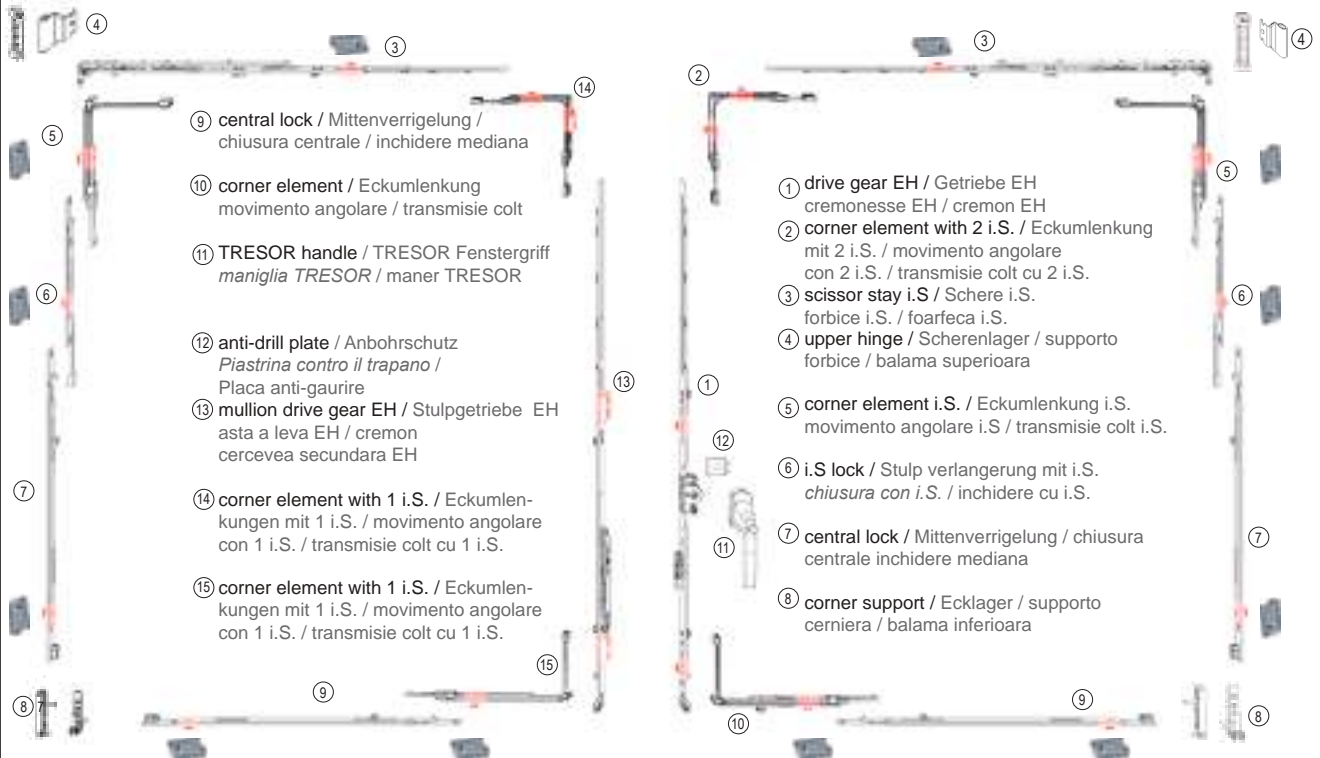 4
3
3
4
14
2
5
5
9 central lock / Mittenverrigelung /
chiusura centrale / inchidere mediana
10 corner element / Eckumlenkung
movimento angolare / transmisie colt
11 TRESOR handle / TRESOR Fenstergriff
maniglia TRESOR / maner TRESOR
12 anti-drill plate / Anbohrschutz
Piastrina contro il trapano /
Placa anti-gaurire
13 mullion drive gear EH / Stulpgetriebe EH
asta a leva EH / cremon
cercevea secundara EH
14 corner element with 1 i.S. / Eckumlen-
kungen mit 1 i.S. / movimento angolare
con 1 i.S. / transmisie colt cu 1 i.S.
15 corner element with 1 i.S. / Eckumlen-
kungen mit 1 i.S. / movimento angolare
con 1 i.S. / transmisie colt cu 1 i.S.
1 drive gear EH / Getriebe EH
cremonesse EH / cremon EH
2 corner element with 2 i.S. / Eckumlenkung
mit 2 i.S. / movimento angolare
con 2 i.S. / transmisie colt cu 2 i.S.
3 scissor stay i.S / Schere i.S.
forbice i.S. / foarfeca i.S.
4 upper hinge / Scherenlager / supporto
forbice / balama superioara
5 corner element i.S. / Eckumlenkung i.S.
movimento angolare i.S / transmisie colt i.S.
6 i.S lock / Stulp verlangerung mit i.S.
chiusura con i.S. / inchidere cu i.S.
7 central lock / Mittenverrigelung / chiusura
centrale inchidere mediana
8 corner support / Ecklager / supporto
cerniera / balama inferioara
6
6
13
1
12
7
11
7
15
9
9
8 7
10
8